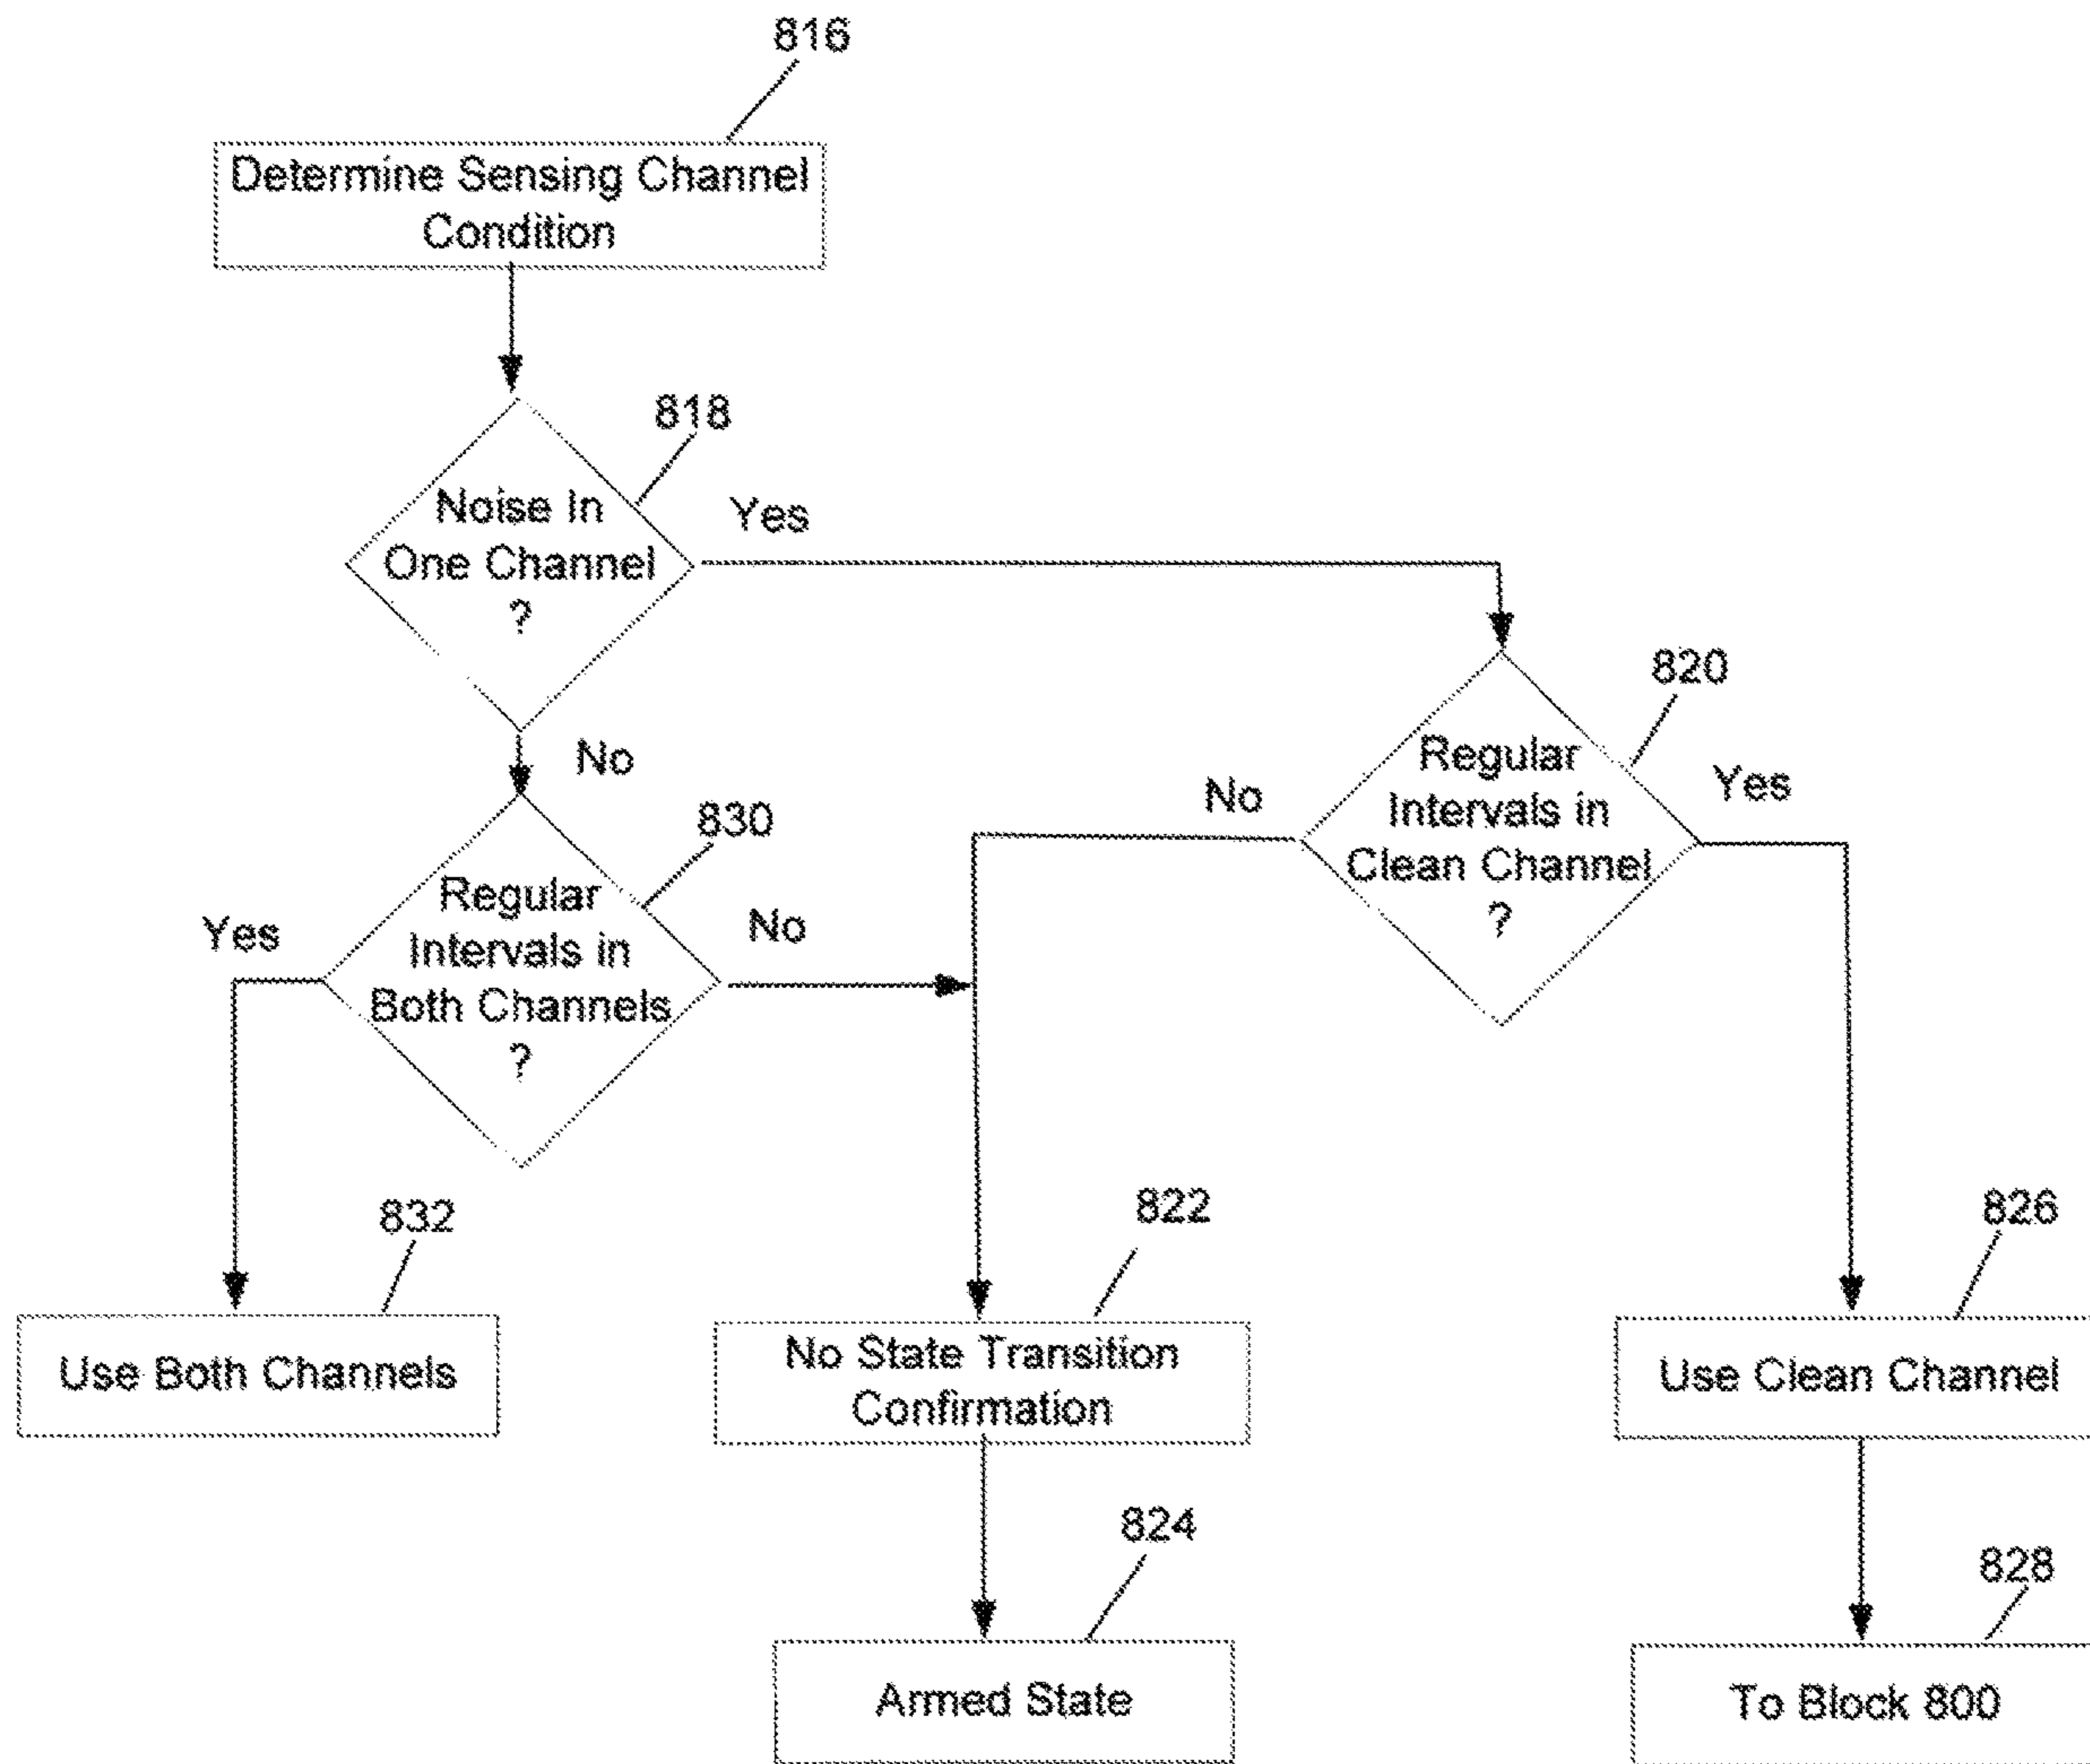 816
Determine Sensing Channel
Condition
818
Noise In
One Channel
?
Yes
No
820
Regular
Intervals in
Clean Channel
?
No
Yes
830
Regular
Intervals in
Both Channels
?
Yes
No
832
Use Both Channels
822
No State Transition
Confirmation
826
Use Clean Channel
824
Armed State
828
To Block 800